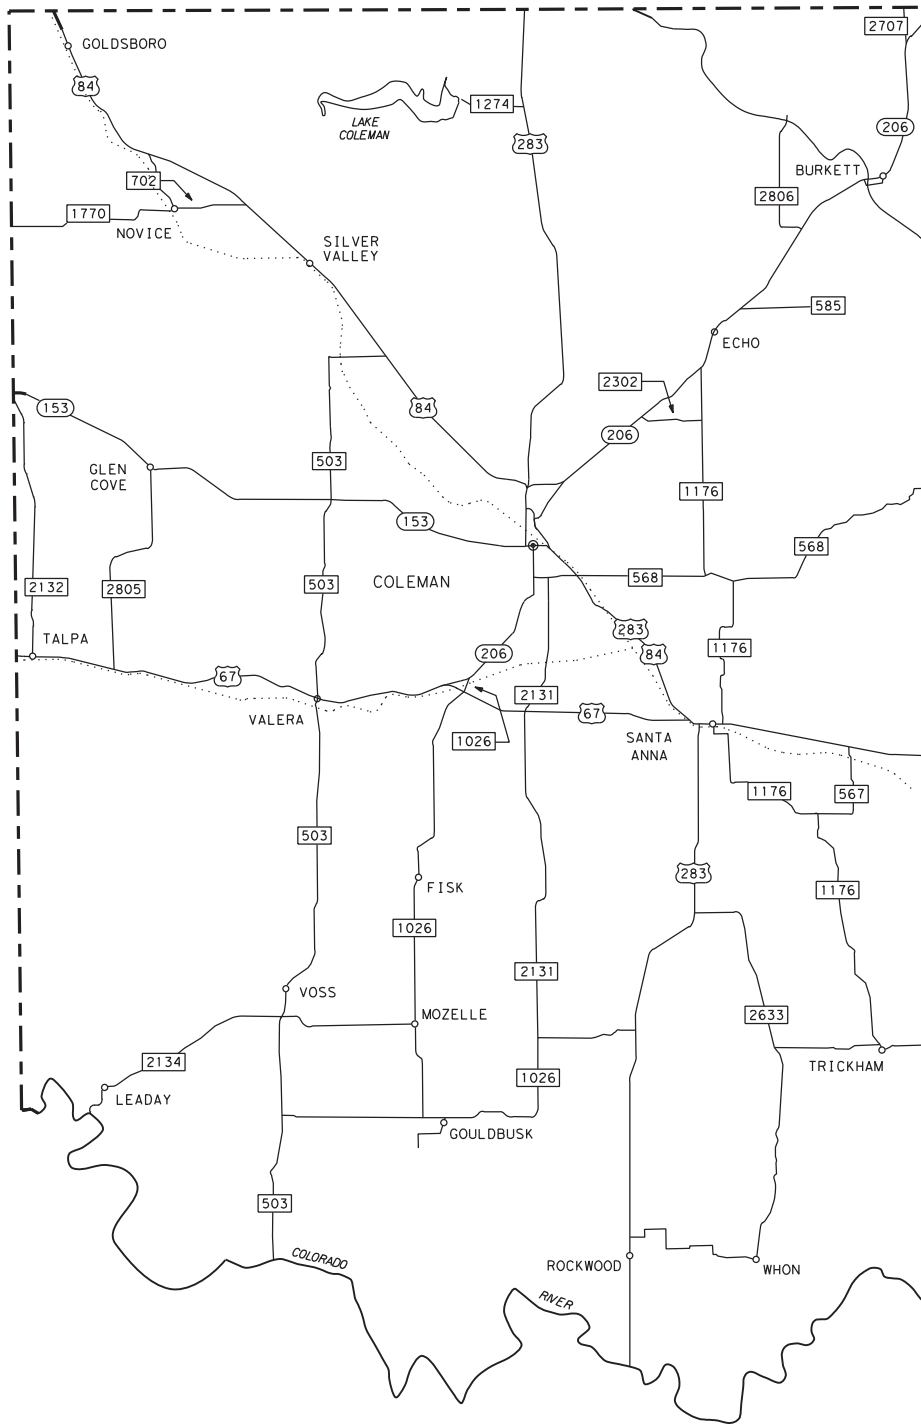 2707
GOLDSBORO
84
1274
LAKE
COLEMAN
206
283
BURKETT
702
2806
1770
NOVICE
SILVER
VALLEY
585
ECHO
2302
153
84
206
503
GLEN
COVE
1176
153
568
568
2132
2805
503
COLEMAN
283
TALPA
1176
206
84
67
2131
VALERA
67
SANTA
ANNA
1026
1176
567
503
283
FISK
1176
1026
2131
VOSS
MOZELLE
2633
2134
TRICKHAM
1026
LEADAY
GOULDBUSK
503
COLORADO
ROCKWOOD
WHON
RIVER